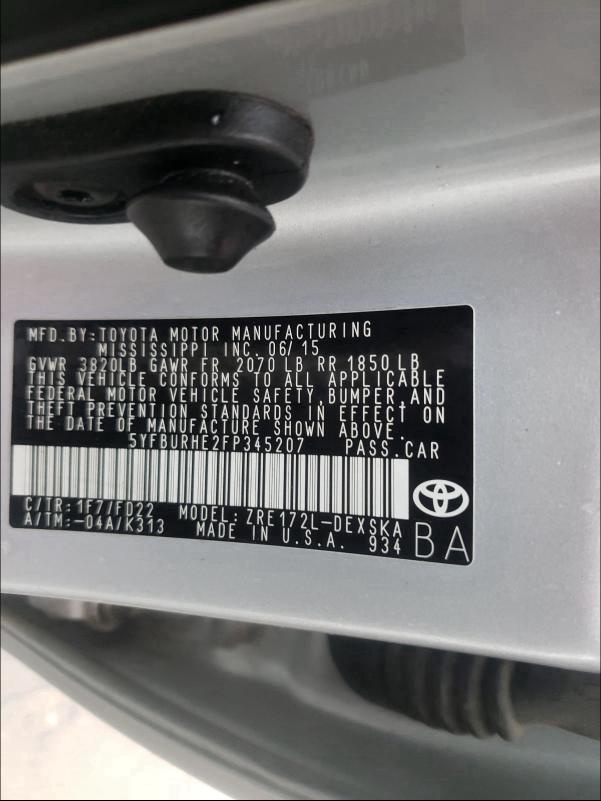 MFD.BY:TOYOTA MOTOR MANUFACTURING
MISSISSIPPI INC. 06/15
GVWR 3820LB GAWR FR 2070 LB RR 1850 LB
THIS VEHICLE CONFORMS TO ALL APPLICABLE
FEDERAL MOTOR VEHICLE SAFETY,BUMPER,AND
THEFT PREVENTION STANDARDS IN EFFECT ON
THE DATE OF MANUFACTURE SHOWN ABOVE.
5YFBURHE2FP345207 PASS.CAR
C/TR:1F7/FD22 MODEL:ZRE172L-DEXSKA
A/TM:-04A/K313 MADE IN U.S.A. 934
BA